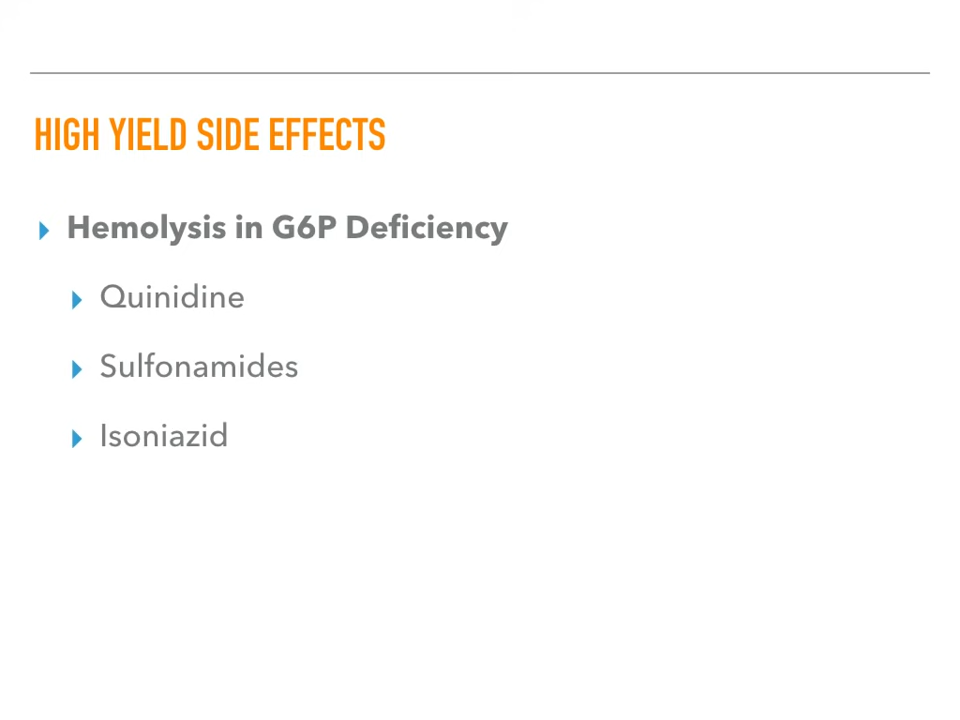 HIGH YIELD SIDE EFFECTS
Hemolysis in G6P Deficiency
Quinidine
Sulfonamides
Isoniazid